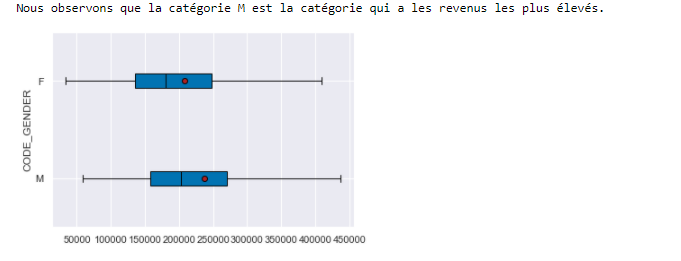 Nous observons que la catégorie M est la catégorie qui a les revenus les plus élevés.
F
CODE_GENDER
M
50000 100000 150000 200000 250000 300000 350000 400000 450000